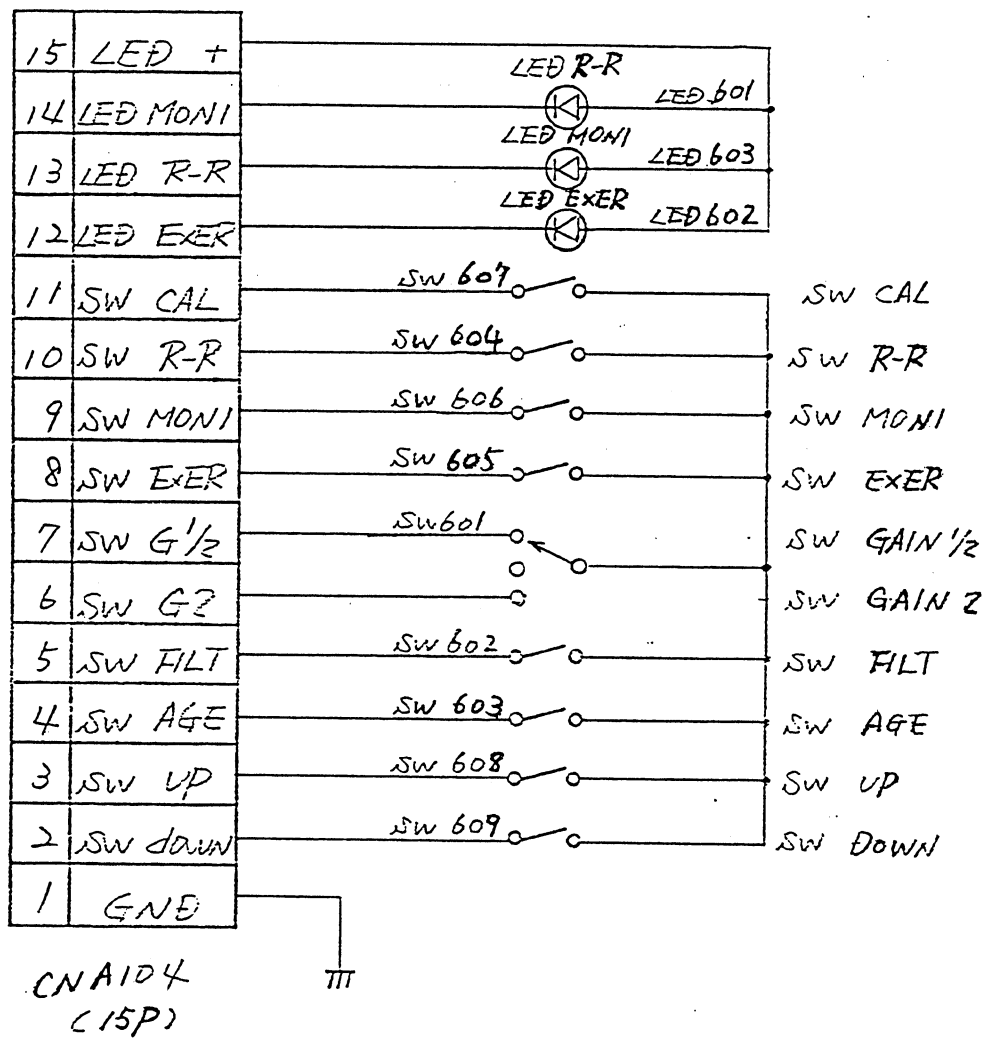 15 LED +
LED R-R
14 LED MONI LED 601
LED MONI
13 LED R-R LED 603
LED EXER
12 LED EXER LED 602
11 SW CAL SW 607 SW CAL
10 SW R-R SW 604 SW R-R
9 SW MONI SW 606 SW MONI
8 SW EXER SW 605 SW EXER
7 SW G1/2 SW601 SW GAIN 1/2
6 SW G2 SW GAIN 2
5 SW FILT SW 602 SW FILT
4 SW AGE SW 603 SW AGE
3 SW UP SW 608 SW UP
2 SW down SW 609 SW DOWN
1 GND
CNA104
(15P)